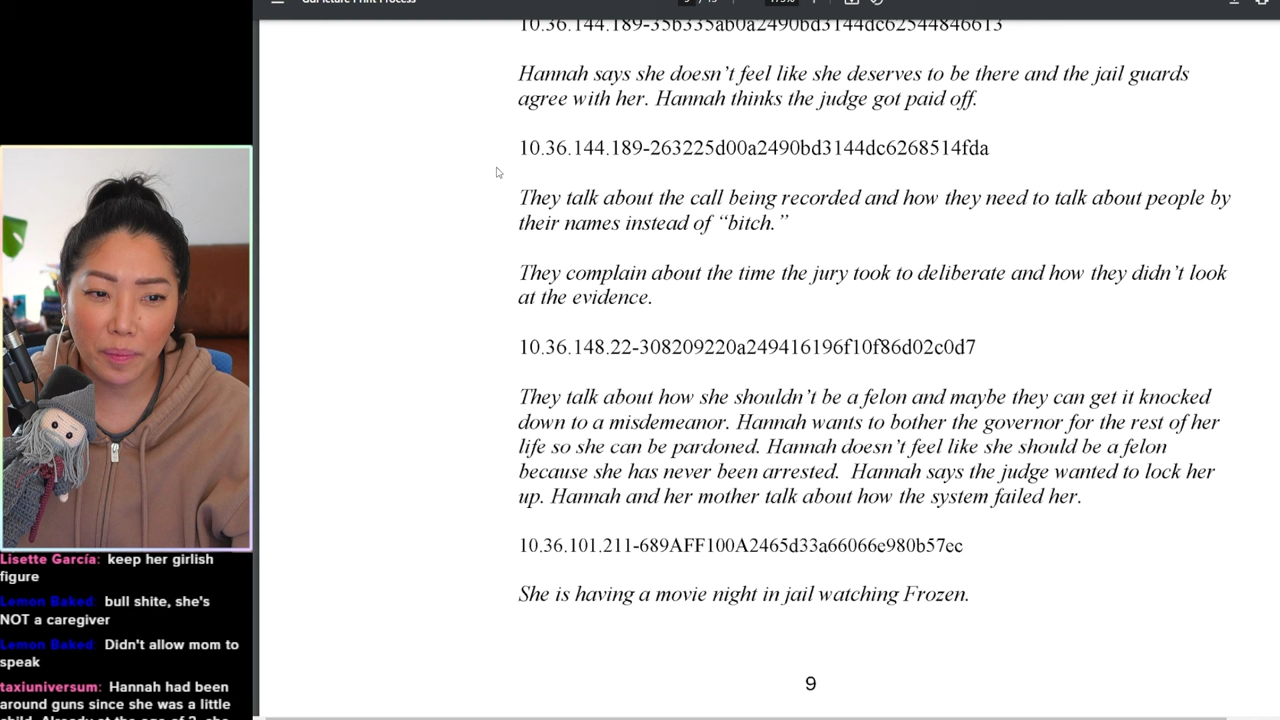 GdPicture Print Process
10.36.144.189-35b335ab0a2490bd3144dc62544846613
Hannah says she doesn't feel like she deserves to be there and the jail guards
agree with her. Hannah thinks the judge got paid off.
10.36.144.189-263225d00a2490bd3144dc6268514fda
They talk about the call being recorded and how they need to talk about people by
their names instead of “bitch.”
They complain about the time the jury took to deliberate and how they didn't look
at the evidence.
10.36.148.22-308209220a249416196f10f86d02c0d7
They talk about how she shouldn't be a felon and maybe they can get it knocked
down to a misdemeanor. Hannah wants to bother the governor for the rest of her
life so she can be pardoned. Hannah doesn't feel like she should be a felon
because she has never been arrested.  Hannah says the judge wanted to lock her
up. Hannah and her mother talk about how the system failed her.
10.36.101.211-689AFF100A2465d33a66066e980b57ec
She is having a movie night in jail watching Frozen.
9
Lisette García: keep her girlish
figure
Lemon Baked: bull shite, she's
NOT a caregiver
Lemon Baked: Didn't allow mom to
speak
taxiuniversum: Hannah had been
around guns since she was a little